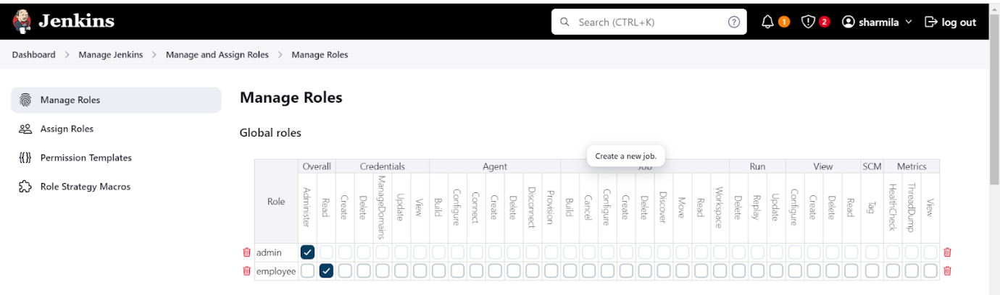 Jenkins
Search (CTRL+K)
?
1
2
sharmila
log out
Dashboard > Manage Jenkins > Manage and Assign Roles > Manage Roles
Manage Roles
Assign Roles
Permission Templates
Role Strategy Macros
Manage Roles
Global roles
Create a new job.
Role
Overall Credentials Agent Job Run View SCM Metrics
Administer
Read
Create
Delete
ManageDomains
Update
View
Build
Configure
Connect
Create
Delete
Disconnect
Provision
Build
Cancel
Configure
Create
Delete
Discover
Move
Read
Workspace
Delete
Replay
Update
Configure
Create
Delete
Read
Tag
HealthCheck
ThreadDump
View
admin
employee